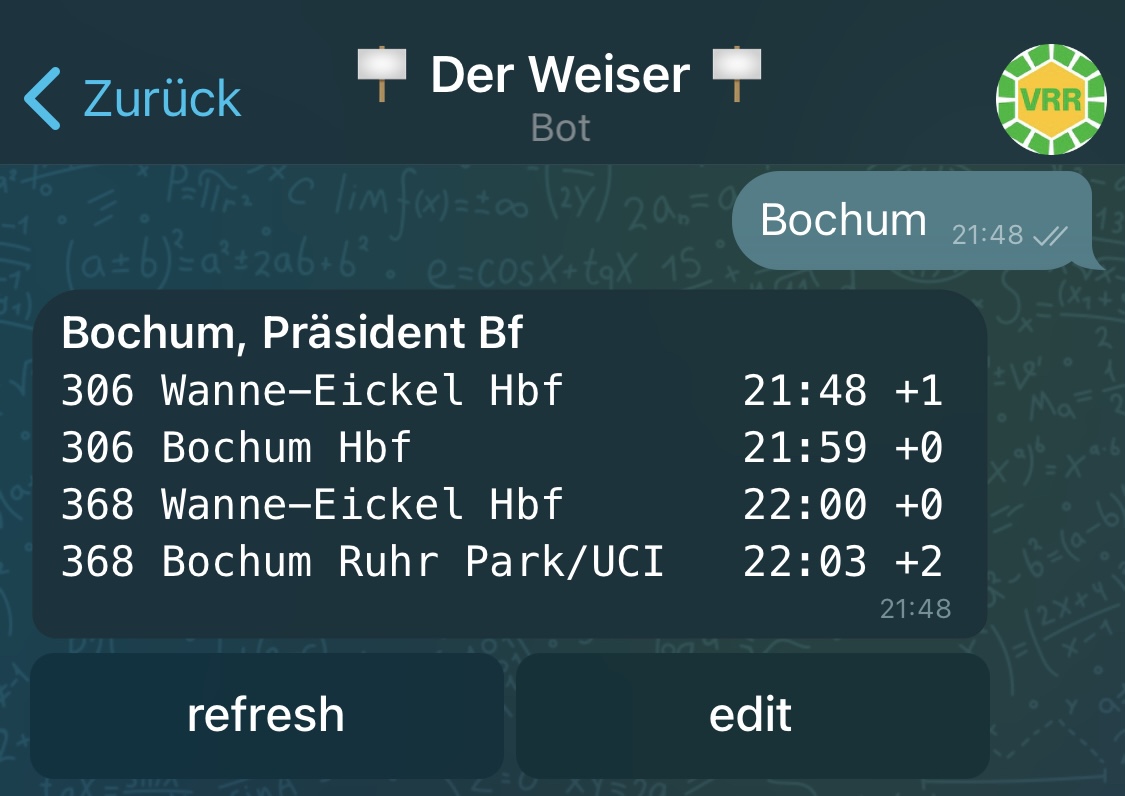 Zurück
Der Weiser
Bot
VRR
Bochum 21:48
Bochum, Präsident Bf
306 Wanne-Eickel Hbf 21:48 +1
306 Bochum Hbf 21:59 +0
368 Wanne-Eickel Hbf 22:00 +0
368 Bochum Ruhr Park/UCI 22:03 +2
21:48
refresh
edit